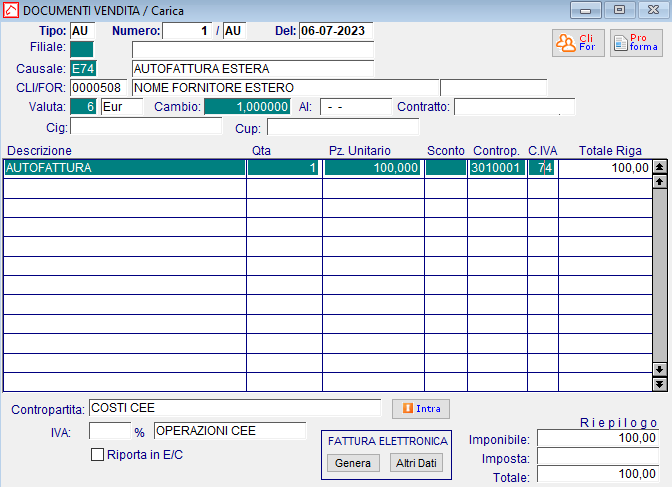 DOCUMENTI VENDITA / Carica
Tipo: AU Numero: 1 / AU Del: 06-07-2023
Filiale:
Cli For
Pro forma
Causale: E74 AUTOFATTURA ESTERA
CLI/FOR: 0000508 NOME FORNITORE ESTERO
Valuta: 6 Eur Cambio: 1,000000 Al: - - Contratto:
Cig: Cup:
Descrizione Qta Pz. Unitario Sconto Controp. C.IVA Totale Riga
AUTOFATTURA 1 100,000 3010001 74 100,00
Contropartita: COSTI CEE Intra
IVA: % OPERAZIONI CEE
Riporta in E/C
FATTURA ELETTRONICA
Genera Altri Dati
Riepilogo
Imponibile: 100,00
Imposta:
Totale: 100,00